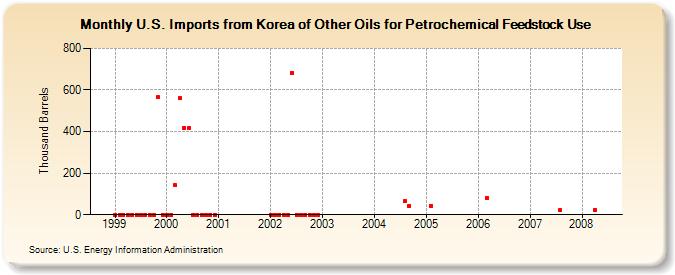 Monthly U.S. Imports from Korea of Other Oils for Petrochemical Feedstock Use
Thousand Barrels
800
600
400
200
0
1999 2000 2001 2002 2003 2004 2005 2006 2007 2008
Source: U.S. Energy Information Administration